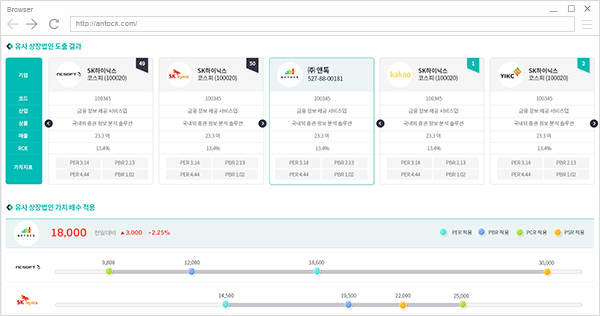 Browser
http://antock.com/
유사 상장법인 도출 결과
기업
코드
산업
상품
매출
ROE
가치지표
NCSOFT
SK하이닉스
코스피 (100020)
49
100345
금융 정보 제공 서비스업
국내외 증권 정보 분석 솔루션
23.3 억
13.4%
PER 3.14 PBR 2.13
PER 4.44 PBR 1.02
SK hynix
SK하이닉스
코스피 (100020)
50
100345
금융 정보 제공 서비스업
국내외 증권 정보 분석 솔루션
23.3 억
13.4%
PER 3.14 PBR 2.13
PER 4.44 PBR 1.02
ANTOCK
㈜ 앤톡
527-88-00181
100345
금융 정보 제공 서비스업
국내외 증권 정보 분석 솔루션
23.3 억
13.4%
PER 3.14 PBR 2.13
PER 4.44 PBR 1.02
kakao
SK하이닉스
코스피 (100020)
1
100345
금융 정보 제공 서비스업
국내외 증권 정보 분석 솔루션
23.3 억
13.4%
PER 3.14 PBR 2.13
PER 4.44 PBR 1.02
YIKC
SK하이닉스
코스피 (100020)
2
100345
금융 정보 제공 서비스업
국내외 증권 정보 분석 솔루션
23.3 억
13.4%
PER 3.14 PBR 2.13
PER 4.44 PBR 1.02
유사 상장법인 가치 배수 적용
ANTOCK
18,000 전일대비 ▲3,000 +2.25%
PER 적용 PBR 적용 PCR 적용 PSR 적용
NCSOFT
9,800 12,000 18,600 30,000
SK hynix
14,500 19,500 22,000 25,000